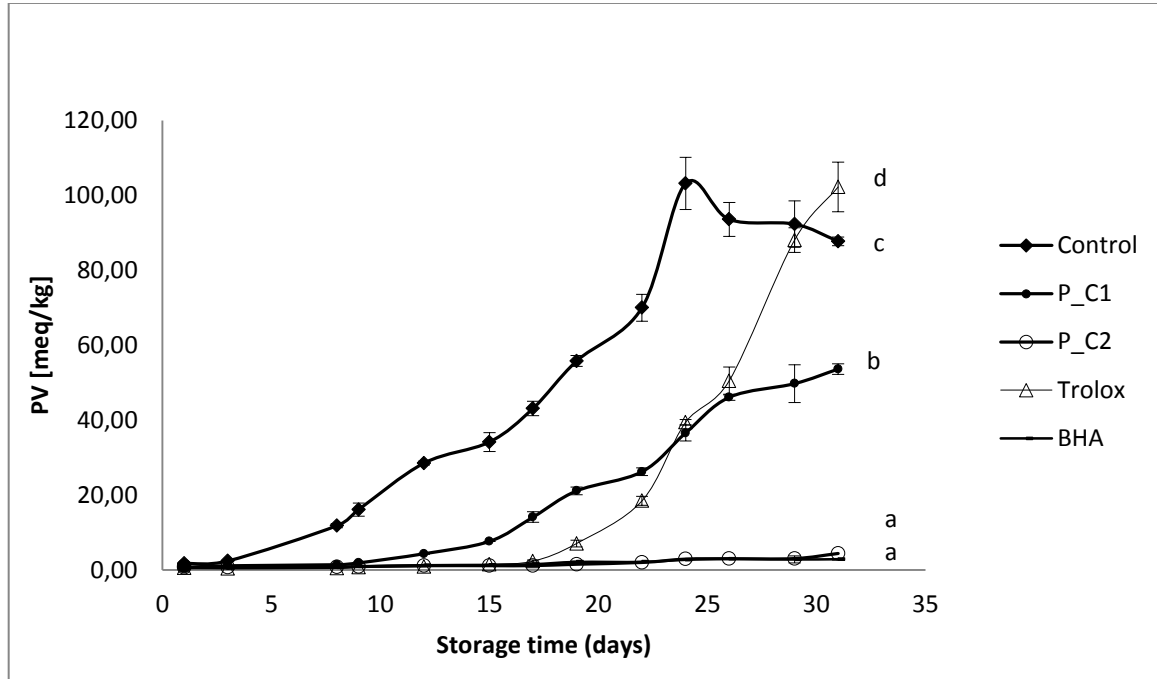 120,00
100,00
80,00
60,00
40,00
20,00
0,00
PV [meq/kg]
0 5 10 15 20 25 30 35
Storage time (days)
d
c
b
a
a
Control
P_C1
P_C2
Trolox
BHA